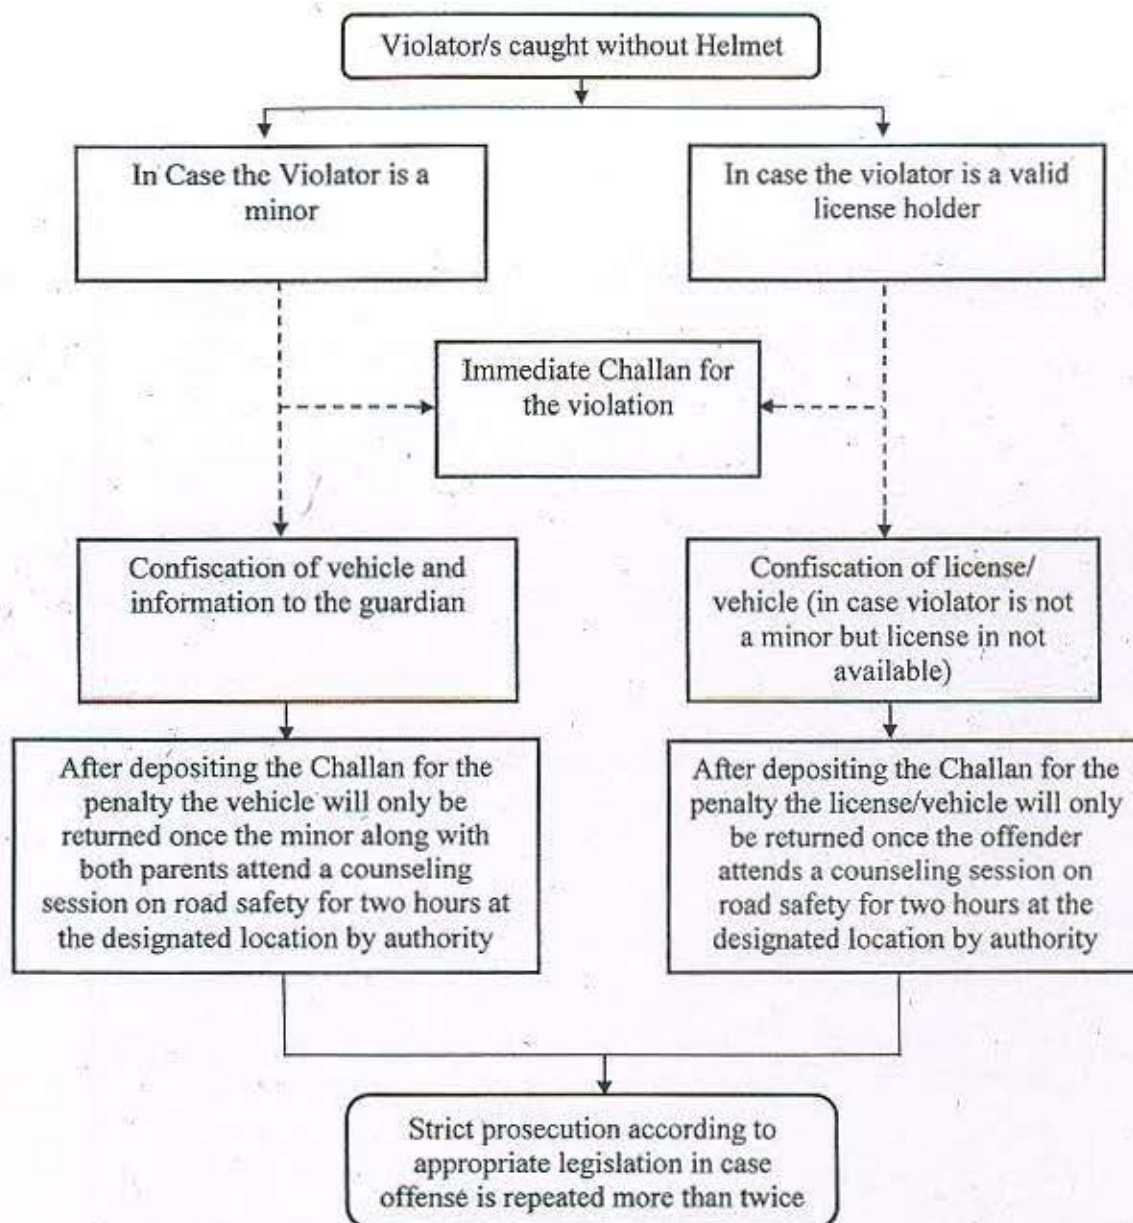 Violator/s caught without Helmet
In Case the Violator is a
minor
In case the violator is a valid
license holder
Immediate Challan for
the violation
Confiscation of vehicle and
information to the guardian
Confiscation of license/
vehicle (in case violator is not
a minor but license in not
available)
After depositing the Challan for the
penalty the vehicle will only be
returned once the minor along with
both parents attend a counseling
session on road safety for two hours at
the designated location by authority
After depositing the Challan for the
penalty the license/vehicle will only
be returned once the offender
attends a counseling session on
road safety for two hours at the
designated location by authority
Strict prosecution according to
appropriate legislation in case
offense is repeated more than twice